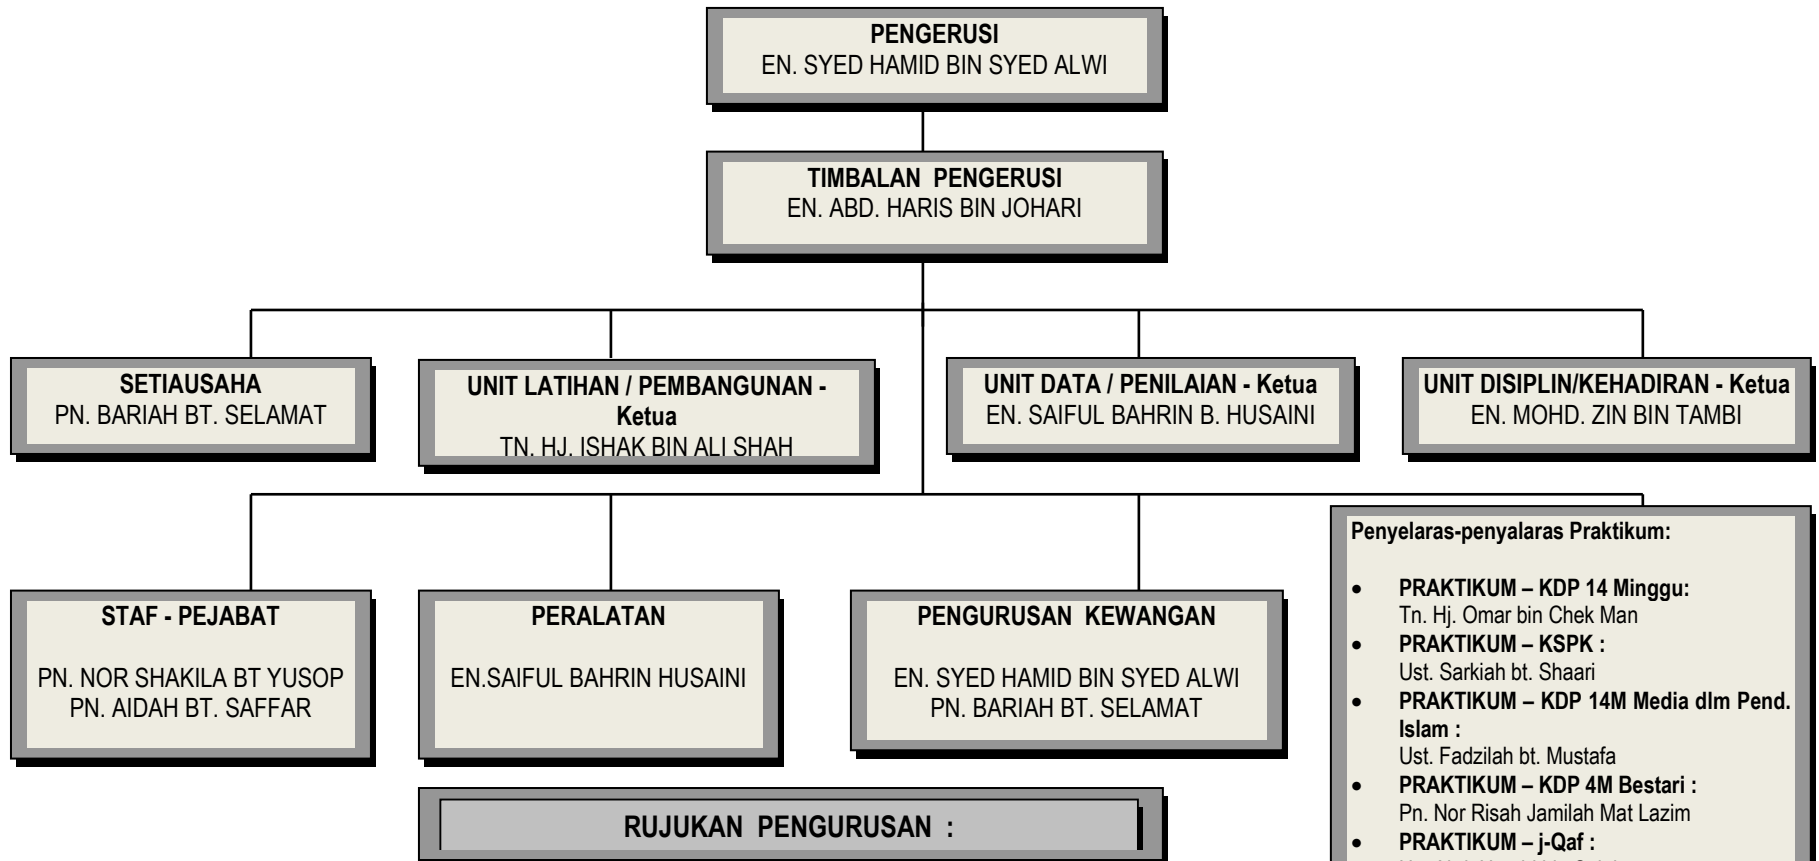 PENGERUSI
EN. SYED HAMID BIN SYED ALWI
TIMBALAN PENGERUSI
EN. ABD. HARIS BIN JOHARI
SETIAUSAHA
PN. BARIAH BT. SELAMAT
UNIT LATIHAN / PEMBANGUNAN -
Ketua
TN. HJ. ISHAK BIN ALI SHAH
UNIT DATA / PENILAIAN - Ketua
EN. SAIFUL BAHRIN B. HUSAINI
UNIT DISIPLIN/KEHADIRAN - Ketua
EN. MOHD. ZIN BIN TAMBI
STAF - PEJABAT
PN. NOR SHAKILA BT YUSOP
PN. AIDAH BT. SAFFAR
PERALATAN
EN.SAIFUL BAHRIN HUSAINI
PENGURUSAN KEWANGAN
EN. SYED HAMID BIN SYED ALWI
PN. BARIAH BT. SELAMAT
Penyelaras-penyalaras Praktikum:
• PRAKTIKUM – KDP 14 Minggu:
Tn. Hj. Omar bin Chek Man
• PRAKTIKUM – KSPK :
Ust. Sarkiah bt. Shaari
• PRAKTIKUM – KDP 14M Media dlm Pend.
Islam :
Ust. Fadzilah bt. Mustafa
• PRAKTIKUM – KDP 4M Bestari :
Pn. Nor Risah Jamilah Mat Lazim
• PRAKTIKUM – j-Qaf :
RUJUKAN PENGURUSAN :